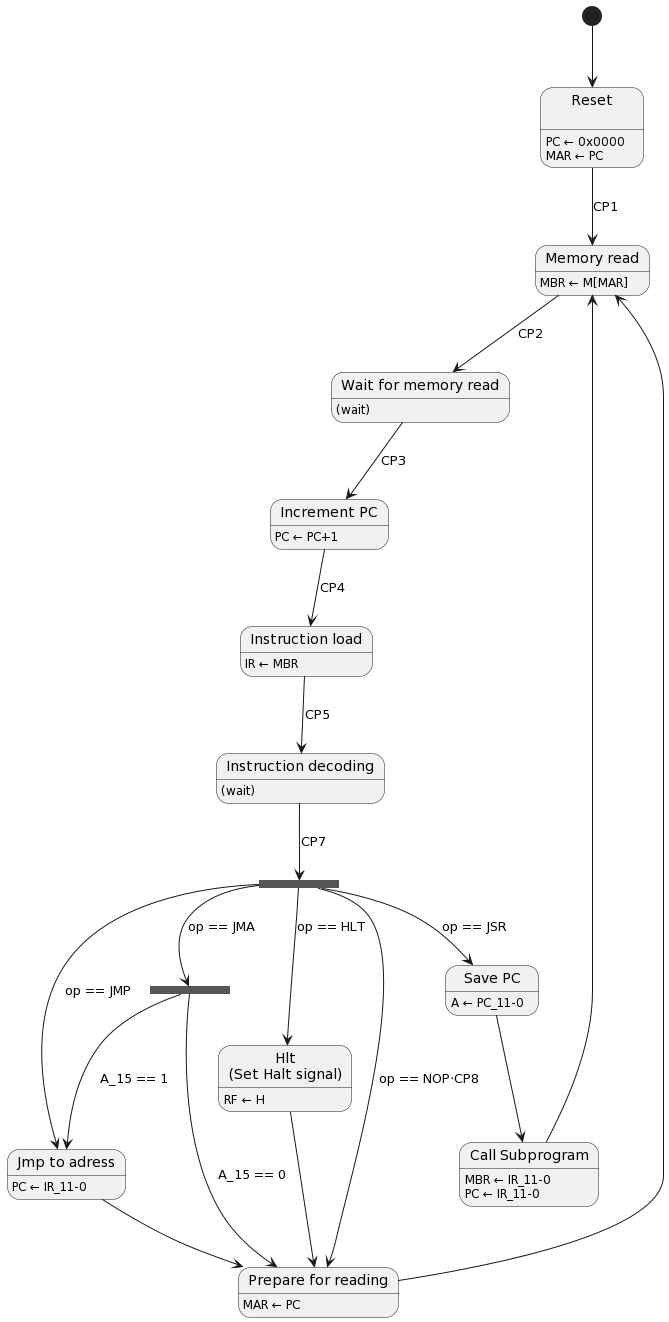 Reset
PC ← 0x0000
MAR ← PC
CP1
Memory read
MBR ← M[MAR]
CP2
Wait for memory read
(wait)
CP3
Increment PC
PC ← PC+1
CP4
Instruction load
IR ← MBR
CP5
Instruction decoding
(wait)
CP7
op == JMA
op == HLT
op == JSR
op == JMP
Save PC
A ← PC_11-0
Hlt
(Set Halt signal)
RF ← H
A_15 == 1
op == NOP·CP8
Jmp to adress
PC ← IR_11-0
A_15 == 0
Call Subprogram
MBR ← IR_11-0
PC ← IR_11-0
Prepare for reading
MAR ← PC